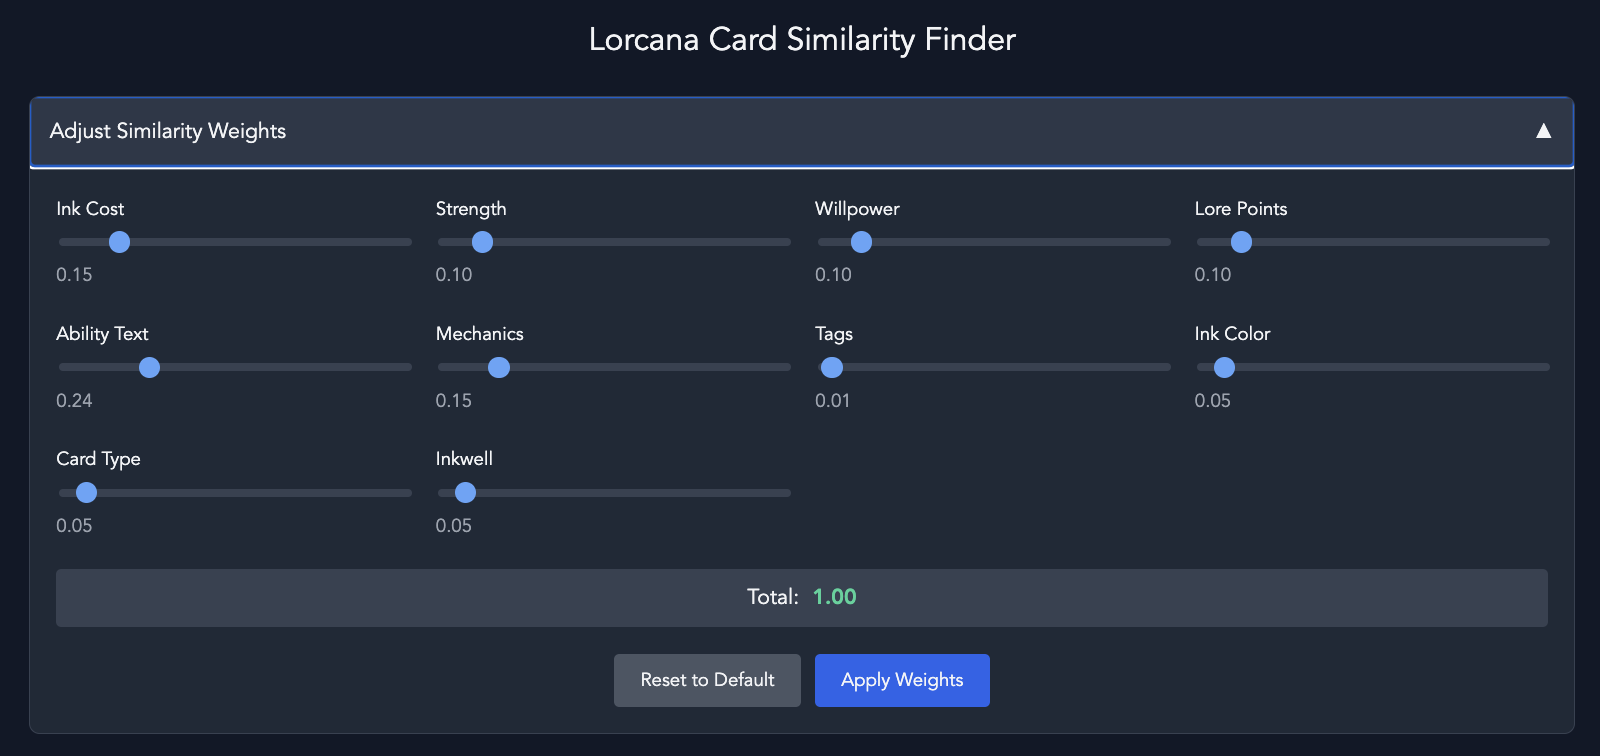 Lorcana Card Similarity Finder
Adjust Similarity Weights ▲
Ink Cost
0.15
Strength
0.10
Willpower
0.10
Lore Points
0.10
Ability Text
0.24
Mechanics
0.15
Tags
0.01
Ink Color
0.05
Card Type
0.05
Inkwell
0.05
Total: 1.00
Reset to Default
Apply Weights